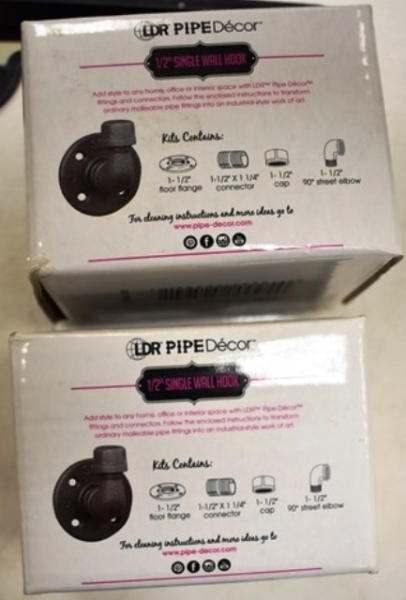 LDR PIPEDécor™
1/2" SINGLE WALL HOOK
Add style to any home, office or interior space with LDR™ Pipe Décor™
fittings and connectors. Follow the enclosed instructions to transform
ordinary malleable pipe fittings into an industrial-style work of art.
Kits Contains:
1- 1/2" floor flange
1-1/2" X 1 1/4" connector
1- 1/2" cap
1- 1/2" 90° street elbow
For cleaning instructions and more ideas go to
www.pipe-decor.com
LDR PIPEDécor™
1/2" SINGLE WALL HOOK
Add style to any home, office or interior space with LDR™ Pipe Décor™
fittings and connectors. Follow the enclosed instructions to transform
ordinary malleable pipe fittings into an industrial-style work of art.
Kits Contains:
1- 1/2" floor flange
1-1/2" X 1 1/4" connector
1- 1/2" cap
1- 1/2" 90° street elbow
For cleaning instructions and more ideas go to
www.pipe-decor.com